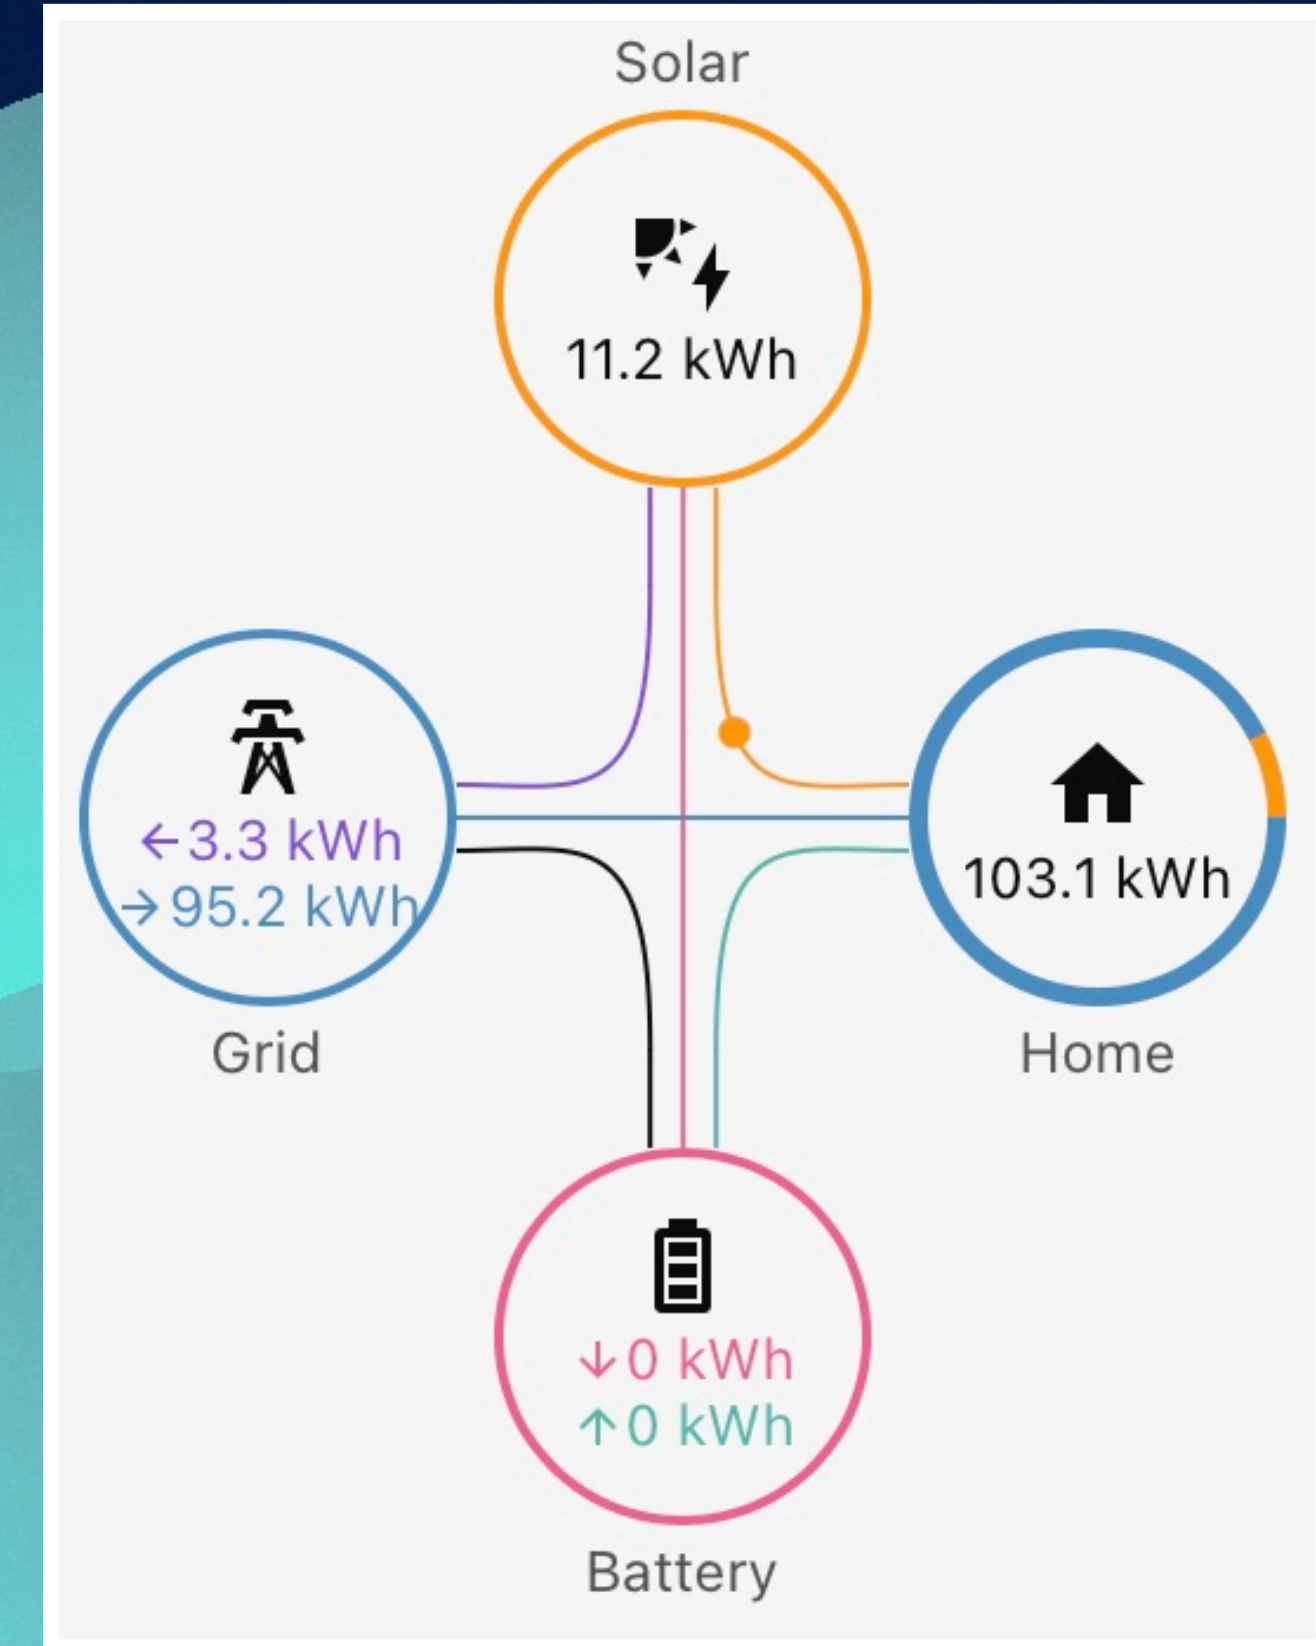 Solar
11.2 kWh
←3.3 kWh
→95.2 kWh
Grid
103.1 kWh
Home
↓0 kWh
↑0 kWh
Battery